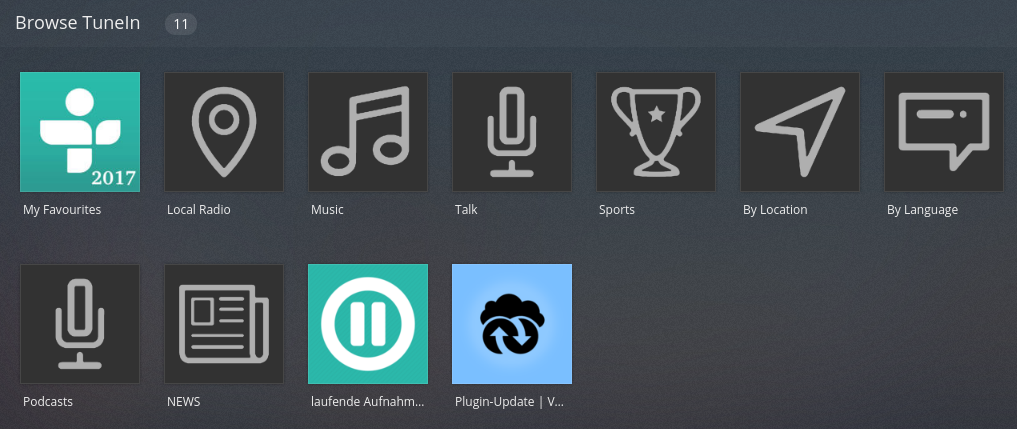 Browse TuneIn 11
2017
My Favourites Local Radio Music Talk Sports By Location By Language
Podcasts NEWS laufende Aufnahm... Plugin-Update | V...